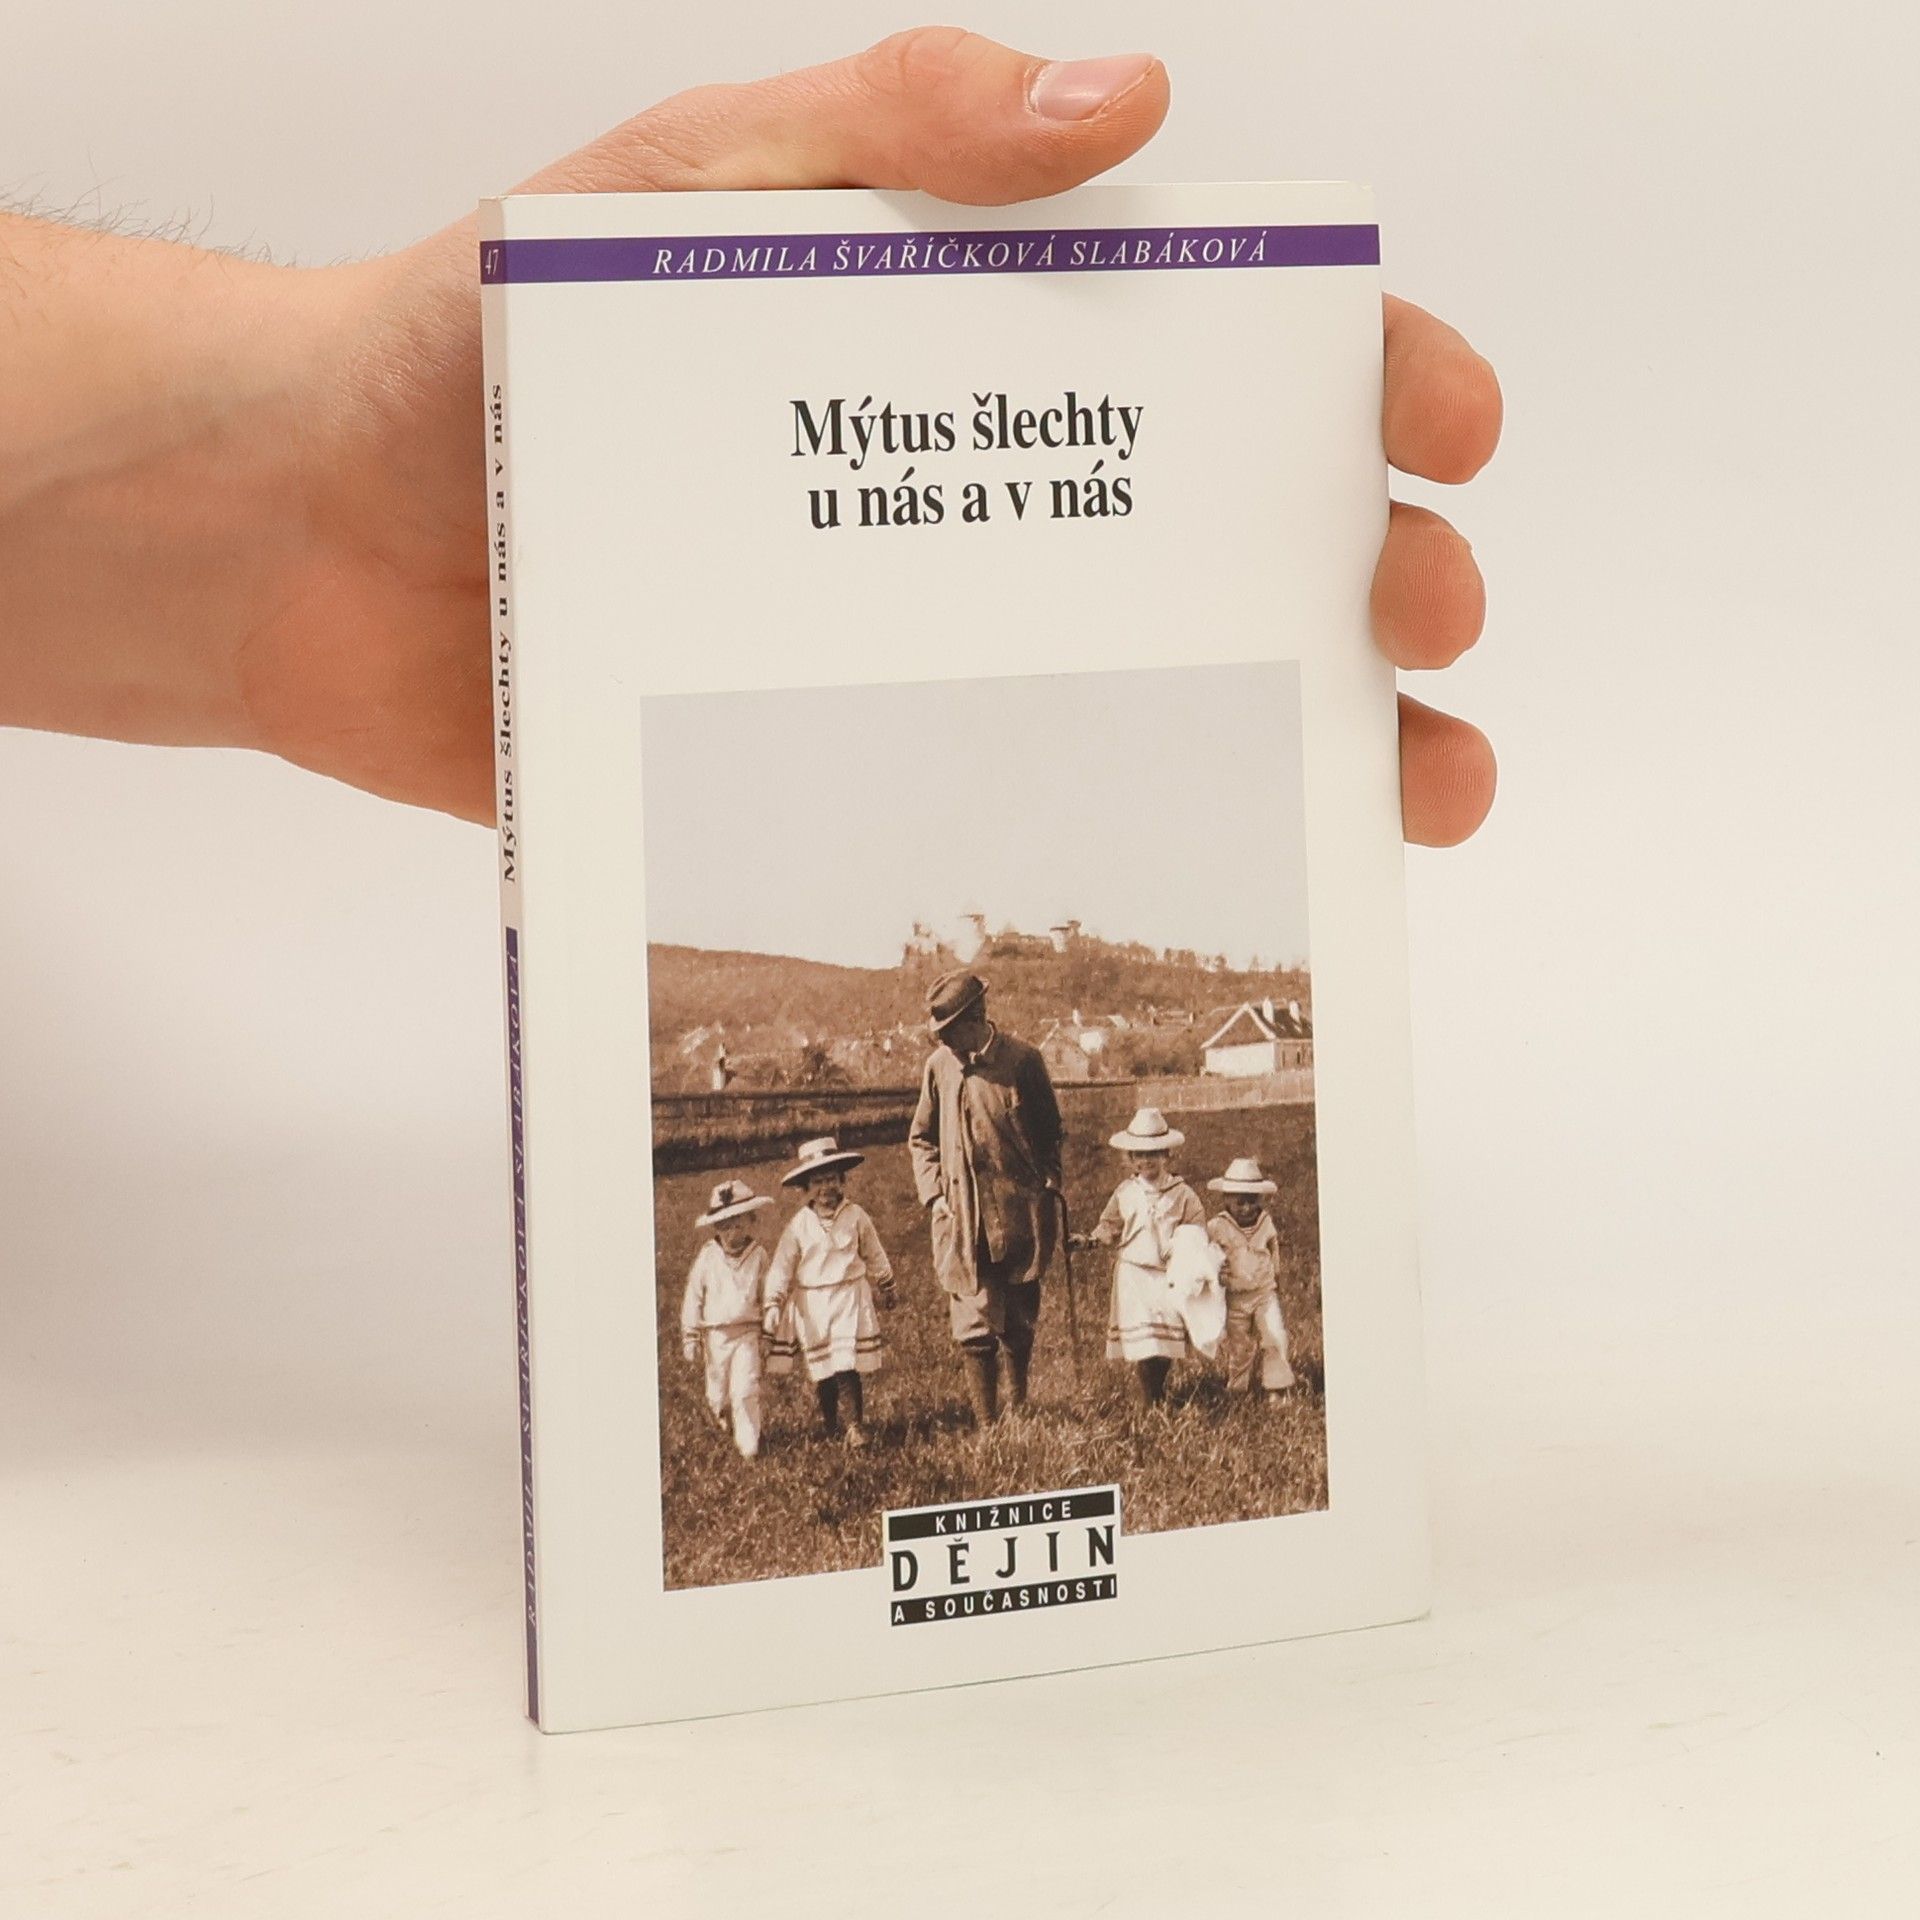 RADMILA ŠVAŘÍČKOVÁ SLABÁKOVÁ
Mýtus šlechty
u nás a v nás
KNIŽNICE
DĚJIN
A SOUČASNOSTI
47
Mýtus šlechty u nás a v nás
RADMILA ŠVAŘÍČKOVÁ SLABÁKOVÁ